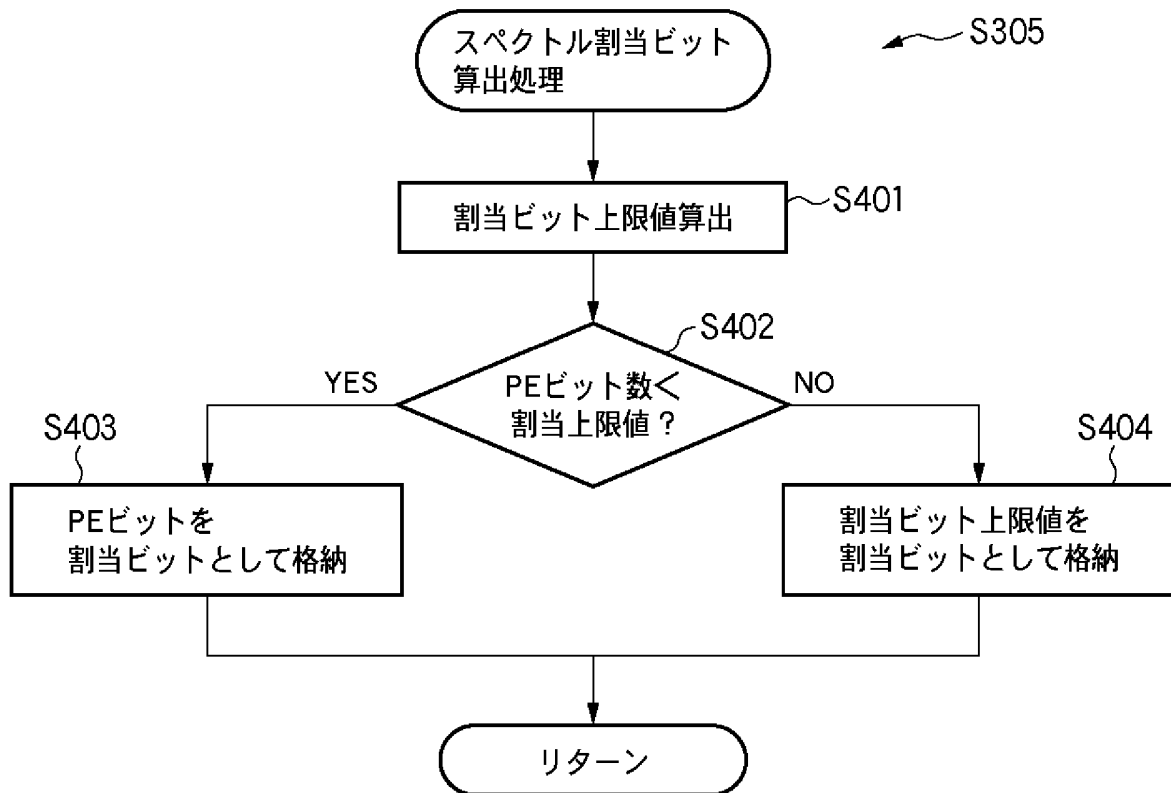 スペクトル割当ビット
算出処理
S305
割当ビット上限値算出
S401
S402
PEビット数<
割当上限値?
YES
NO
S403
PEビットを
割当ビットとして格納
S404
割当ビット上限値を
割当ビットとして格納
リターン